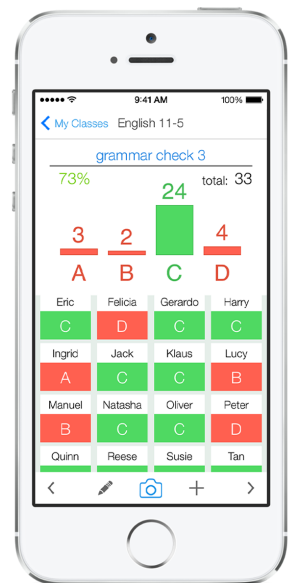 9:41 AM 100%
My Classes English 11-5
grammar check 3
73% 24 total: 33
3 2 4
A B C D
Eric Felicia Gerardo Harry
C D C C
Ingrid Jack Klaus Lucy
A C C B
Manuel Natasha Oliver Peter
B C C D
Quinn Reese Susie Tan